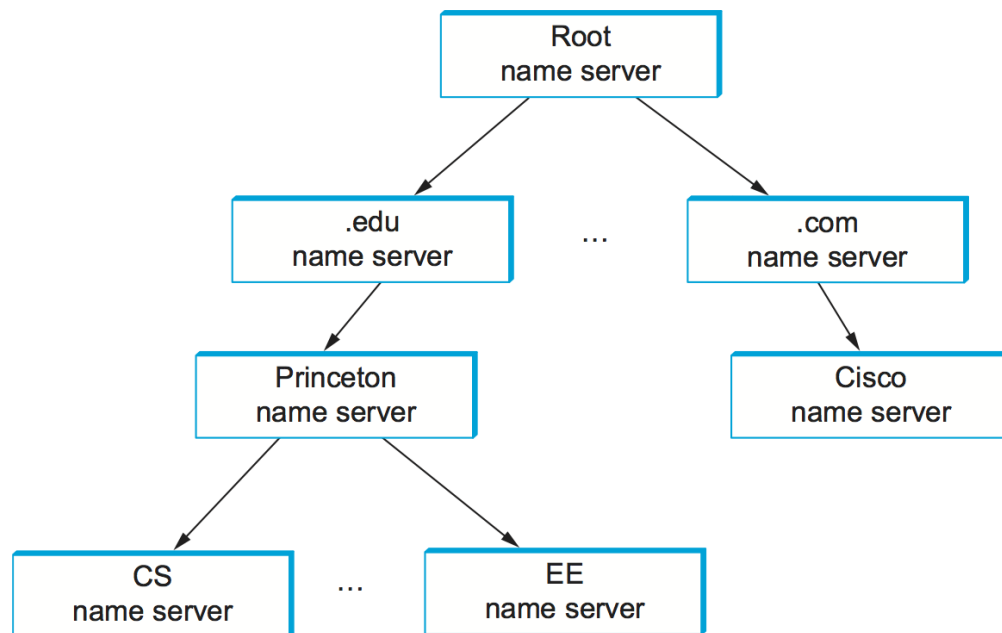 Root
name server
.edu
name server
...
.com
name server
Princeton
name server
Cisco
name server
CS
name server
...
EE
name server